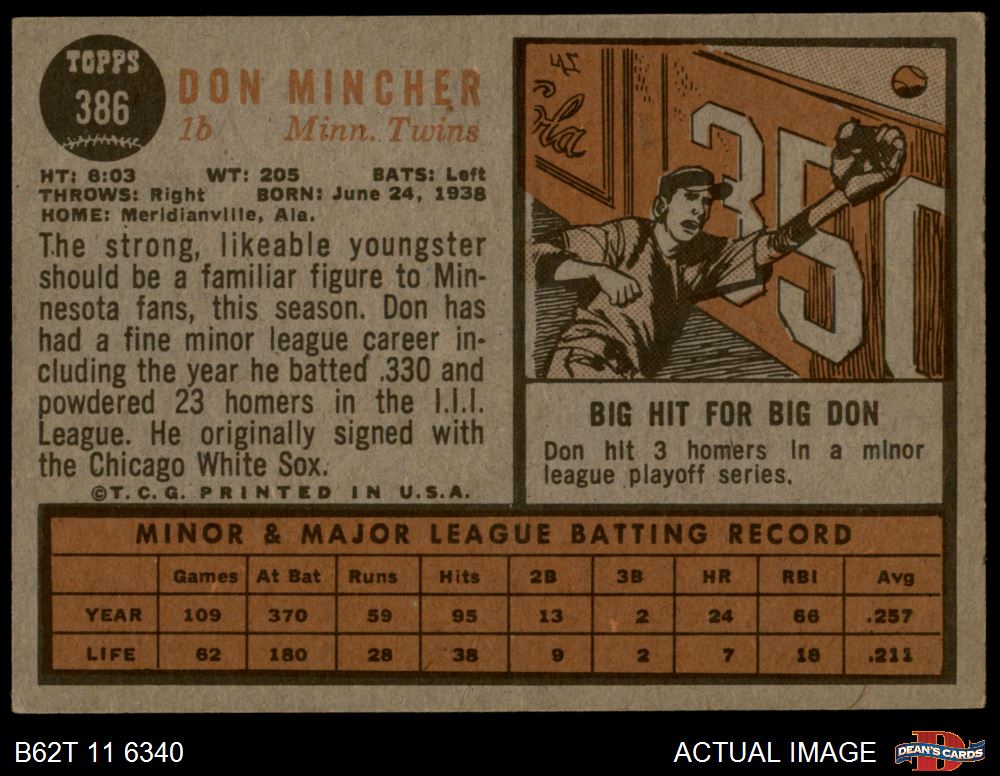 TOPPS
386
DON MINCHER
1b Minn. Twins
HT: 6:03 WT: 205 BATS: Left
THROWS: Right BORN: June 24, 1938
HOME: Meridianville, Ala.
The strong, likeable youngster
should be a familiar figure to Min-
nesota fans, this season. Don has
had a fine minor league career in-
cluding the year he batted .330 and
powdered 23 homers in the I.I.I.
League. He originally signed with
the Chicago White Sox.
©T.C.G. PRINTED IN U.S.A.
350
BIG HIT FOR BIG DON
Don hit 3 homers in a minor
league playoff series.
MINOR & MAJOR LEAGUE BATTING RECORD
Games At Bat Runs Hits 2B 3B HR RBI Avg
YEAR 109 370 59 95 13 2 24 66 .257
LIFE 62 180 28 38 9 2 7 18 .211
B62T 11 6340
ACTUAL IMAGE
DEAN'S CARDS